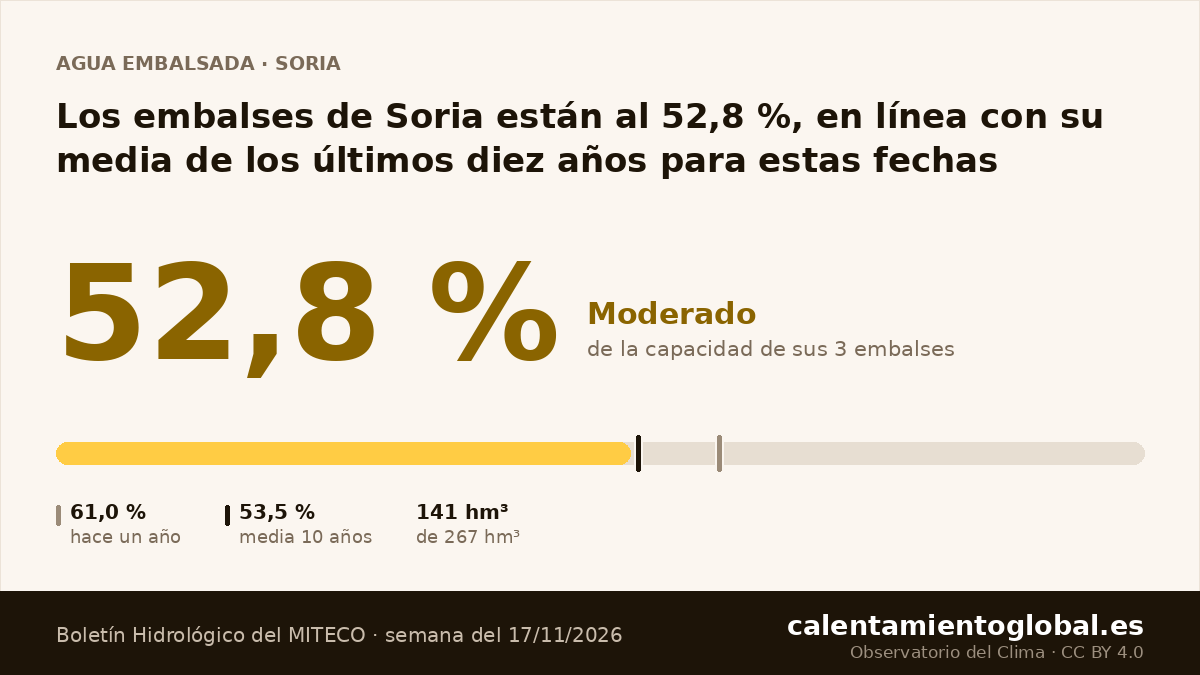 AGUA EMBALSADA · SORIA
Los embalses de Soria están al 52,8 %, en línea con su
media de los últimos diez años para estas fechas
52,8 %
Moderado
de la capacidad de sus 3 embalses
61,0 %
hace un año
53,5 %
media 10 años
141 hm³
de 267 hm³
Boletín Hidrológico del MITECO · semana del 17/11/2026
calentamientoglobal.es
Observatorio del Clima · CC BY 4.0